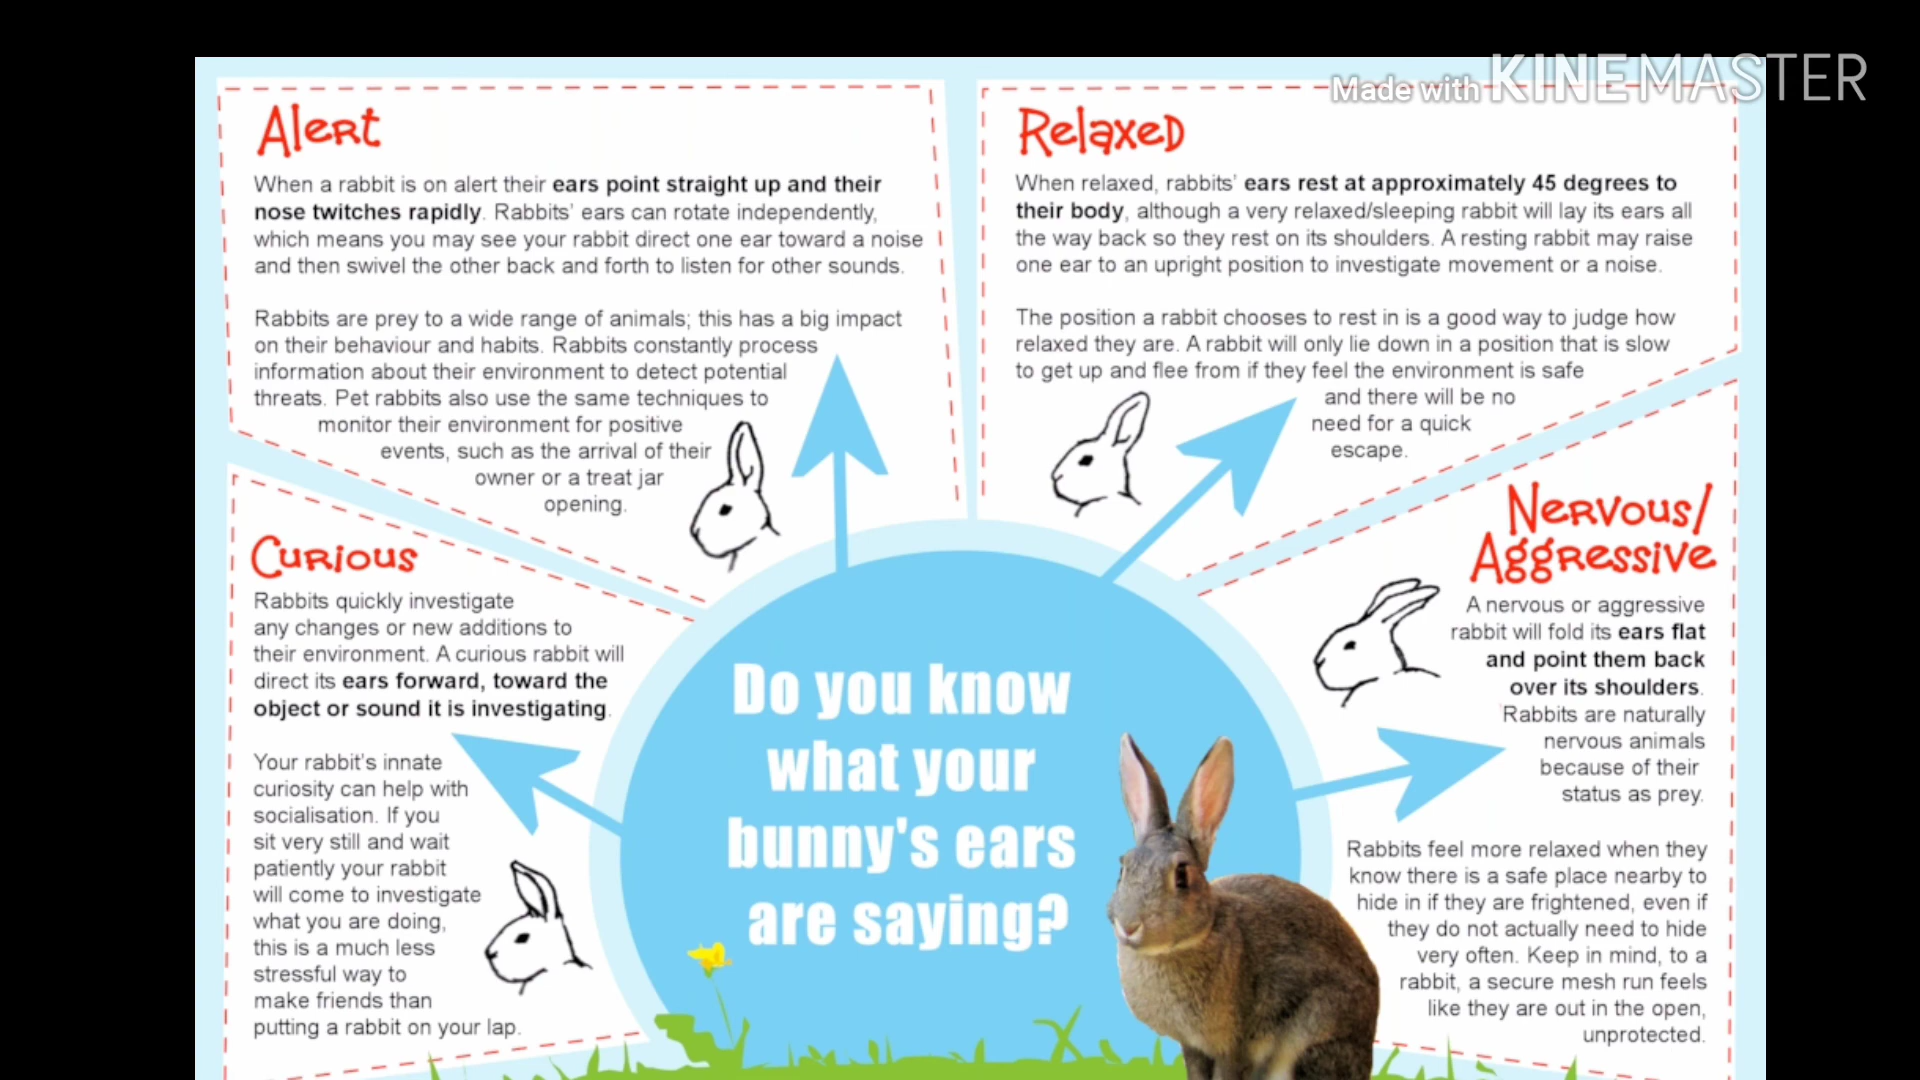 Made with KINEMASTER
Alert
When a rabbit is on alert their ears point straight up and their
nose twitches rapidly. Rabbits' ears can rotate independently,
which means you may see your rabbit direct one ear toward a noise
and then swivel the other back and forth to listen for other sounds.
Rabbits are prey to a wide range of animals; this has a big impact
on their behaviour and habits. Rabbits constantly process
information about their environment to detect potential
threats. Pet rabbits also use the same techniques to
monitor their environment for positive
events, such as the arrival of their
owner or a treat jar
opening.
Relaxed
When relaxed, rabbits' ears rest at approximately 45 degrees to
their body, although a very relaxed/sleeping rabbit will lay its ears all
the way back so they rest on its shoulders. A resting rabbit may raise
one ear to an upright position to investigate movement or a noise.
The position a rabbit chooses to rest in is a good way to judge how
relaxed they are. A rabbit will only lie down in a position that is slow
to get up and flee from if they feel the environment is safe
and there will be no
need for a quick
escape.
Curious
Rabbits quickly investigate
any changes or new additions to
their environment. A curious rabbit will
direct its ears forward, toward the
object or sound it is investigating.
Your rabbit's innate
curiosity can help with
socialisation. If you
sit very still and wait
patiently your rabbit
will come to investigate
what you are doing,
this is a much less
stressful way to
make friends than
putting a rabbit on your lap.
Do you know
what your
bunny's ears
are saying?
Nervous/
Aggressive
A nervous or aggressive
rabbit will fold its ears flat
and point them back
over its shoulders.
Rabbits are naturally
nervous animals
because of their
status as prey.
Rabbits feel more relaxed when they
know there is a safe place nearby to
hide in if they are frightened, even if
they do not actually need to hide
very often. Keep in mind, to a
rabbit, a secure mesh run feels
like they are out in the open,
unprotected.